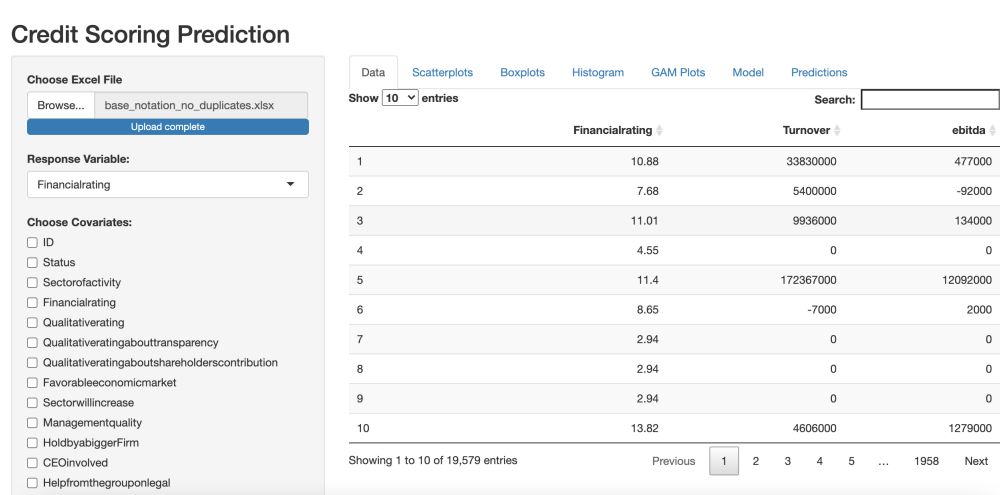 Credit Scoring Prediction
Choose Excel File
Browse... base_notation_no_duplicates.xlsx
Upload complete
Response Variable:
Financialrating
Choose Covariates:
ID
Status
Sectorofactivity
Financialrating
Qualitativerating
Qualitativeratingabouttransparency
Qualitativeratingaboutshareholderscontribution
Favorableeconomicmarket
Sectorwillincrease
Managementquality
HoldbyabiggerFirm
CEOinvolved
Helpfromthegrouponlegal
Data Scatterplots Boxplots Histogram GAM Plots Model Predictions
Show 10 entries Search:
Financialrating Turnover ebitda
1 10.88 33830000 477000
2 7.68 5400000 -92000
3 11.01 9936000 134000
4 4.55 0 0
5 11.4 172367000 12092000
6 8.65 -7000 2000
7 2.94 0 0
8 2.94 0 0
9 2.94 0 0
10 13.82 4606000 1279000
Showing 1 to 10 of 19,579 entries Previous 1 2 3 4 5 ... 1958 Next